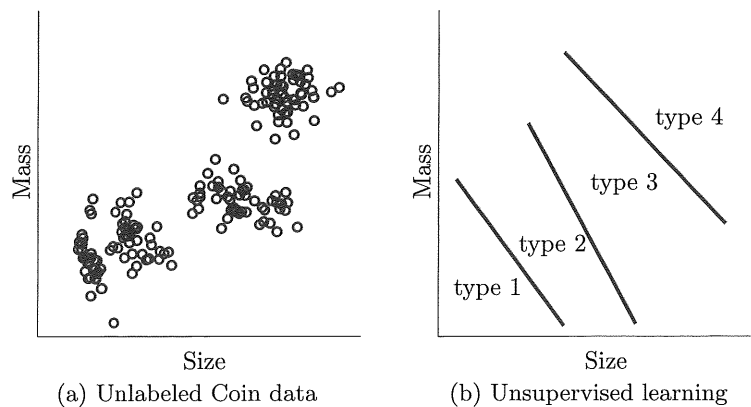 Mass
Size
(a) Unlabeled Coin data
Mass
type 4
type 3
type 2
type 1
Size
(b) Unsupervised learning